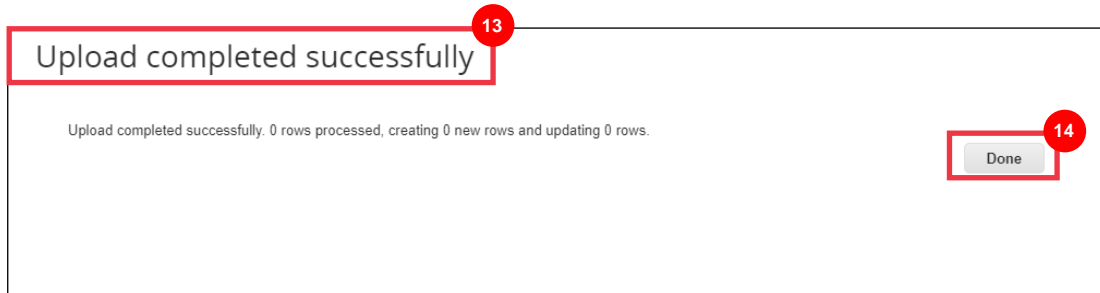 13
Upload completed successfully
Upload completed successfully. 0 rows processed, creating 0 new rows and updating 0 rows.
14
Done